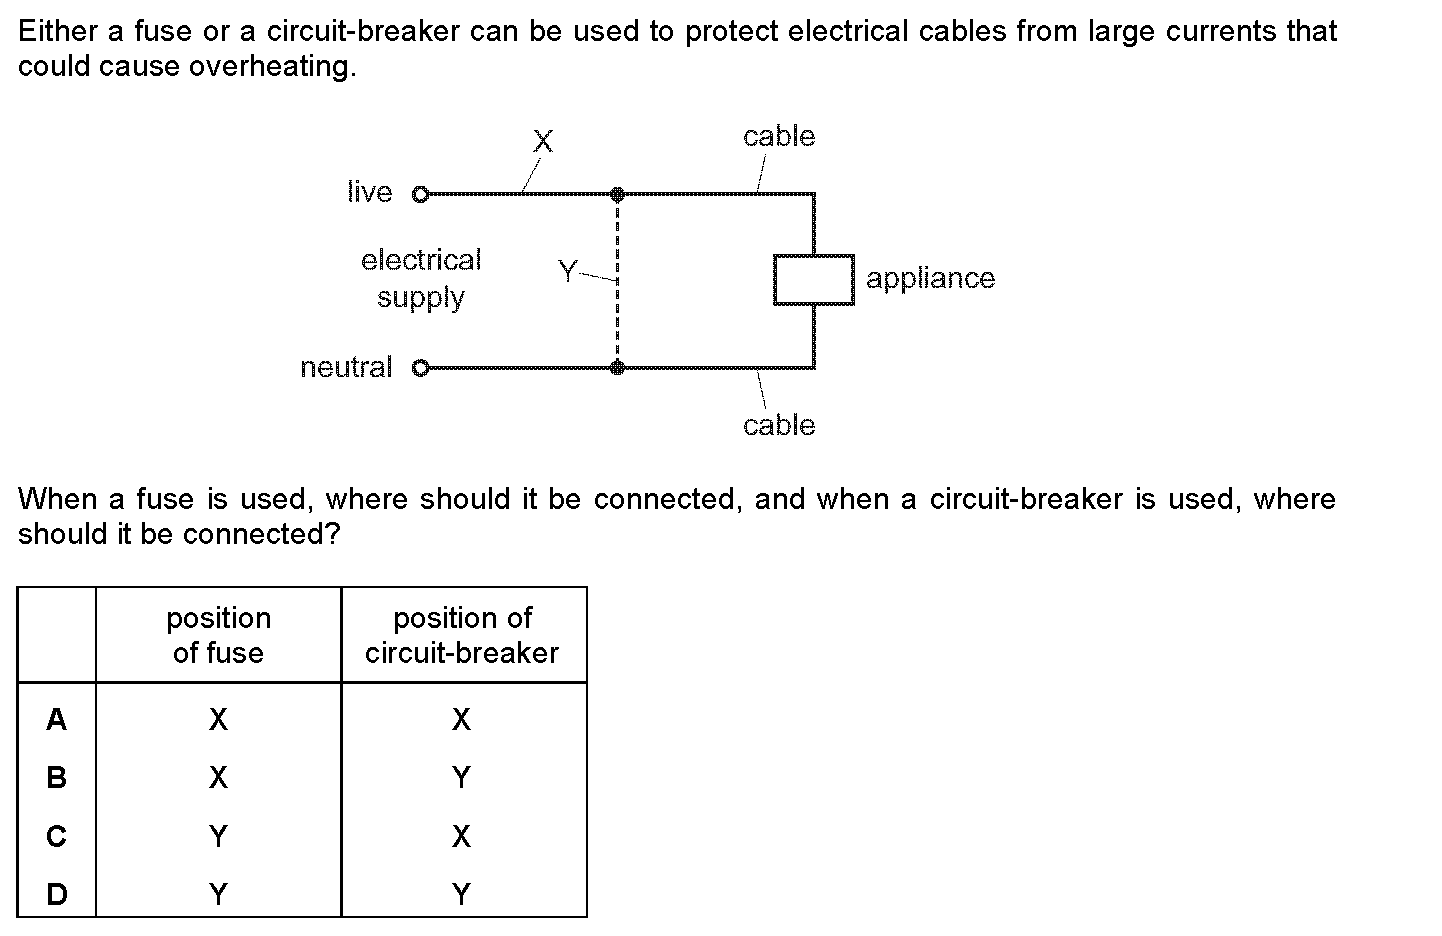 Either a fuse or a circuit-breaker can be used to protect electrical cables from large currents that
could cause overheating.
X
cable
live
electrical
supply
Y
appliance
neutral
cable
When a fuse is used, where should it be connected, and when a circuit-breaker is used, where
should it be connected?
position
of fuse
position of
circuit-breaker
A X X
B X Y
C Y X
D Y Y